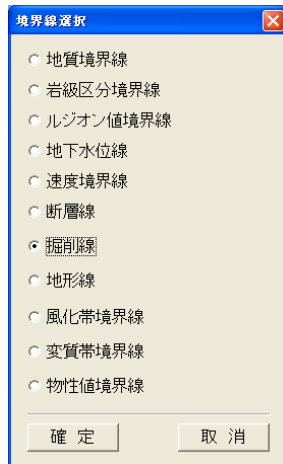 境界線選択
地質境界線
岩級区分境界線
ルジオン値境界線
地下水位線
速度境界線
断層線
掘削線
地形線
風化帯境界線
変質帯境界線
物性値境界線
確 定
取 消